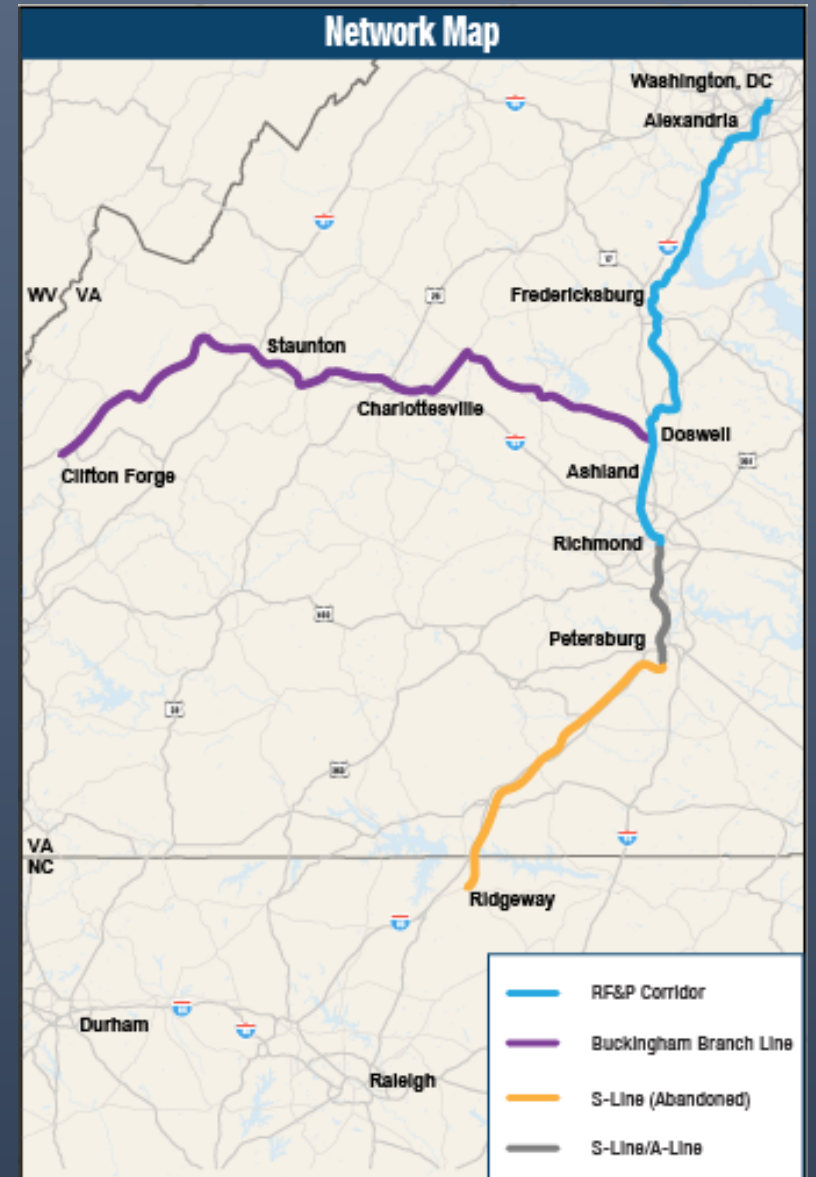 Network Map
Washington, DC
Alexandria
WV
VA
Fredericksburg
Staunton
Charlottesville
Doswell
Clifton Forge
Ashland
Richmond
Petersburg
VA
NC
Ridgeway
Durham
Raleigh
RF&P Corridor
Buckingham Branch Line
S-Line (Abandoned)
S-Line/A-Line